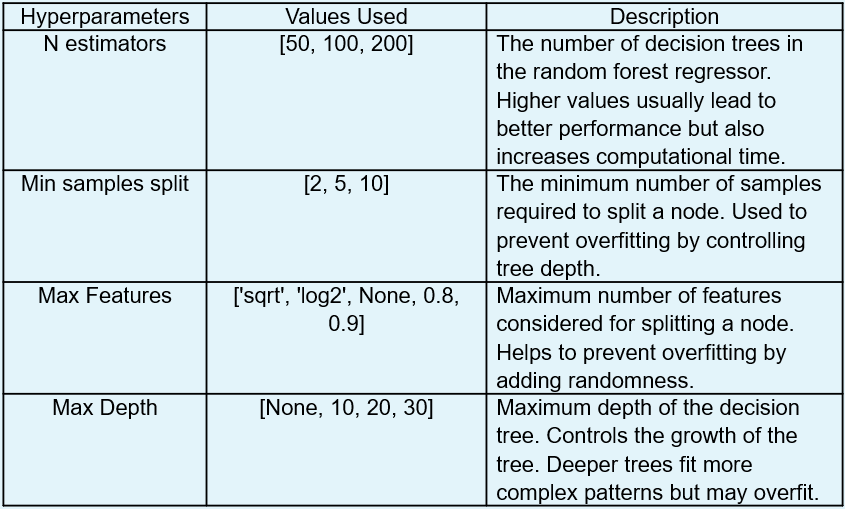 Hyperparameters Values Used Description
N estimators [50, 100, 200] The number of decision trees in
the random forest regressor.
Higher values usually lead to
better performance but also
increases computational time.
Min samples split [2, 5, 10] The minimum number of samples
required to split a node. Used to
prevent overfitting by controlling
tree depth.
Max Features ['sqrt', 'log2', None, 0.8, Maximum number of features
0.9] considered for splitting a node.
Helps to prevent overfitting by
adding randomness.
Max Depth [None, 10, 20, 30] Maximum depth of the decision
tree. Controls the growth of the
tree. Deeper trees fit more
complex patterns but may overfit.